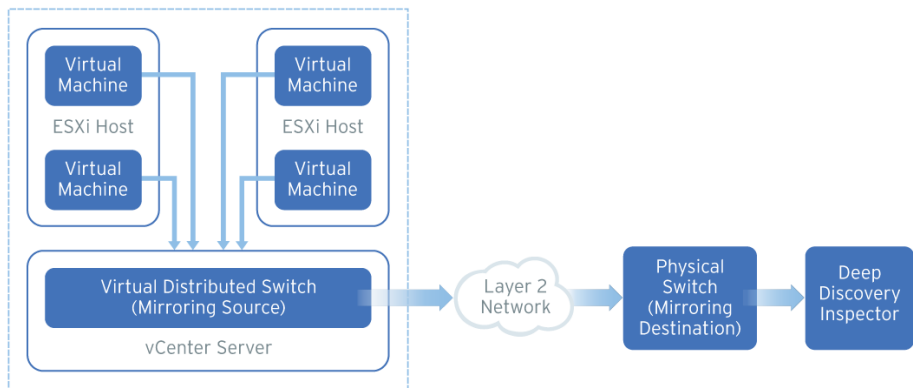 Virtual
Machine
ESXi Host
Virtual
Machine
Virtual
Machine
ESXi Host
Virtual
Machine
Virtual Distributed Switch
(Mirroring Source)
vCenter Server
Layer 2
Network
Physical
Switch
(Mirroring
Destination)
Deep
Discovery
Inspector